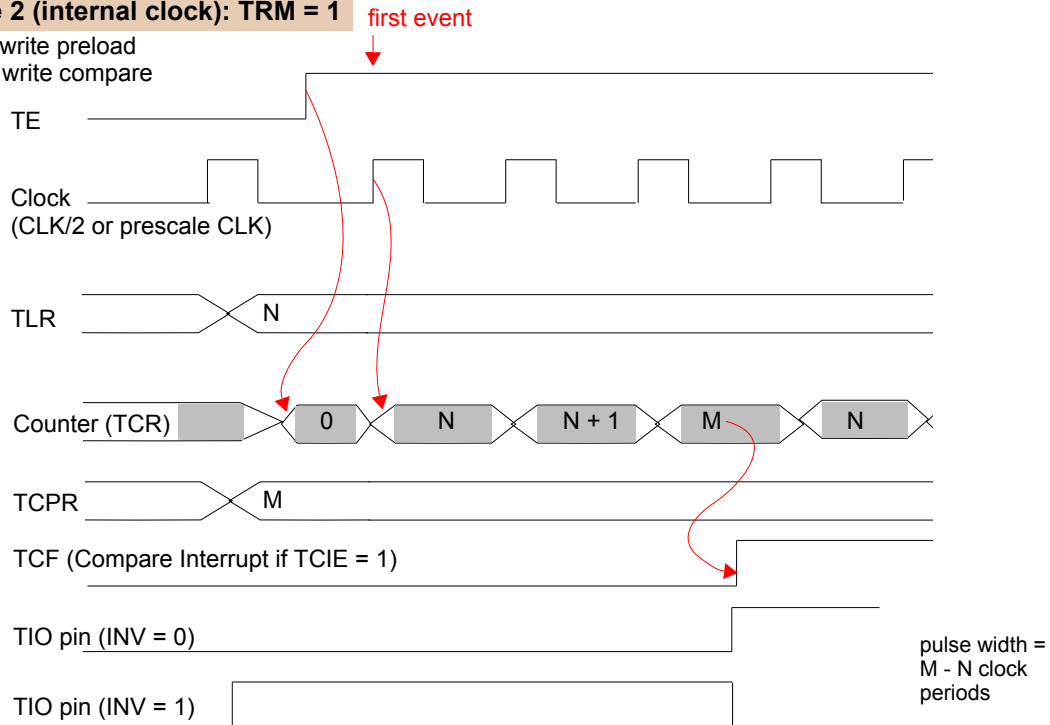 2 (internal clock): TRM = 1
first event
write preload
write compare
TE
Clock
(CLK/2 or prescale CLK)
TLR
N
Counter (TCR)
0
N
N + 1
M
N
TCPR
M
TCF (Compare Interrupt if TCIE = 1)
TIO pin (INV = 0)
pulse width =
M - N clock
periods
TIO pin (INV = 1)